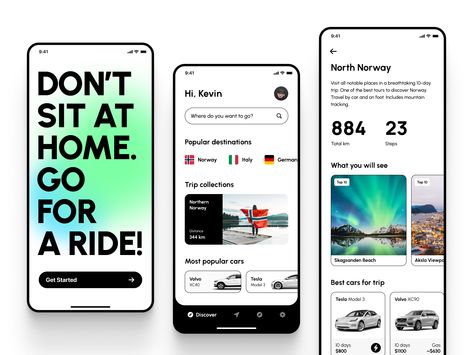 9:41
DON'T
SIT AT
HOME.
GO
FOR
A RIDE!
Get Started
9:41
Hi, Kevin
Where do you want to go?
Popular destinations
Norway
Italy
German
Trip collections
Northern
Norway
Distance
344 km
Most popular cars
Volvo
XC80
Tesla
Model 3
Discover
9:41
North Norway
Visit all notable places in a breathtaking 10-day
trip. One of the best tours to discover Norway.
Travel by car and on foot. Includes mountain
tracking.
884
23
Total km
Steps
What you will see
Top 10
Top 10
Skagsanden Beach
Aksla Viewpo
Best cars for trip
Tesla Model 3
Volvo XC90
10 days
$800
10 days
Gas
$1100
~$630